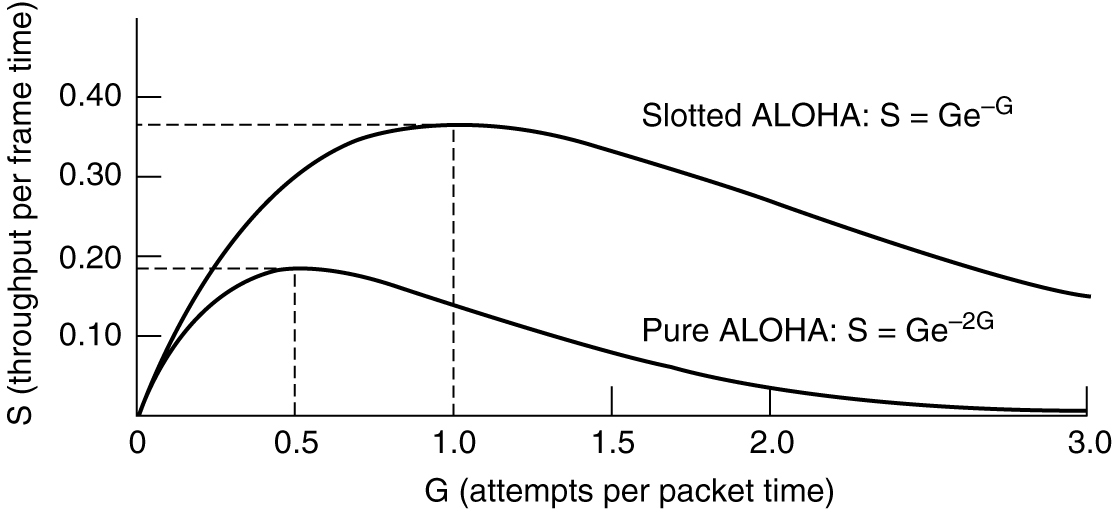 S (throughput per frame time)
0.40
0.30
0.20
0.10
Slotted ALOHA: S = Ge⁻ᴳ
Pure ALOHA: S = Ge⁻²ᴳ
0 0.5 1.0 1.5 2.0 3.0
G (attempts per packet time)